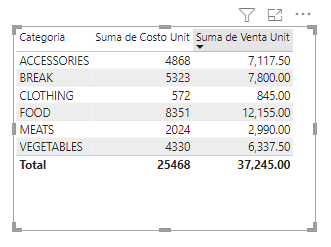 Categoria Suma de Costo Unit Suma de Venta Unit
ACCESSORIES 4868 7,117.50
BREAK 5323 7,800.00
CLOTHING 572 845.00
FOOD 8351 12,155.00
MEATS 2024 2,990.00
VEGETABLES 4330 6,337.50
Total 25468 37,245.00